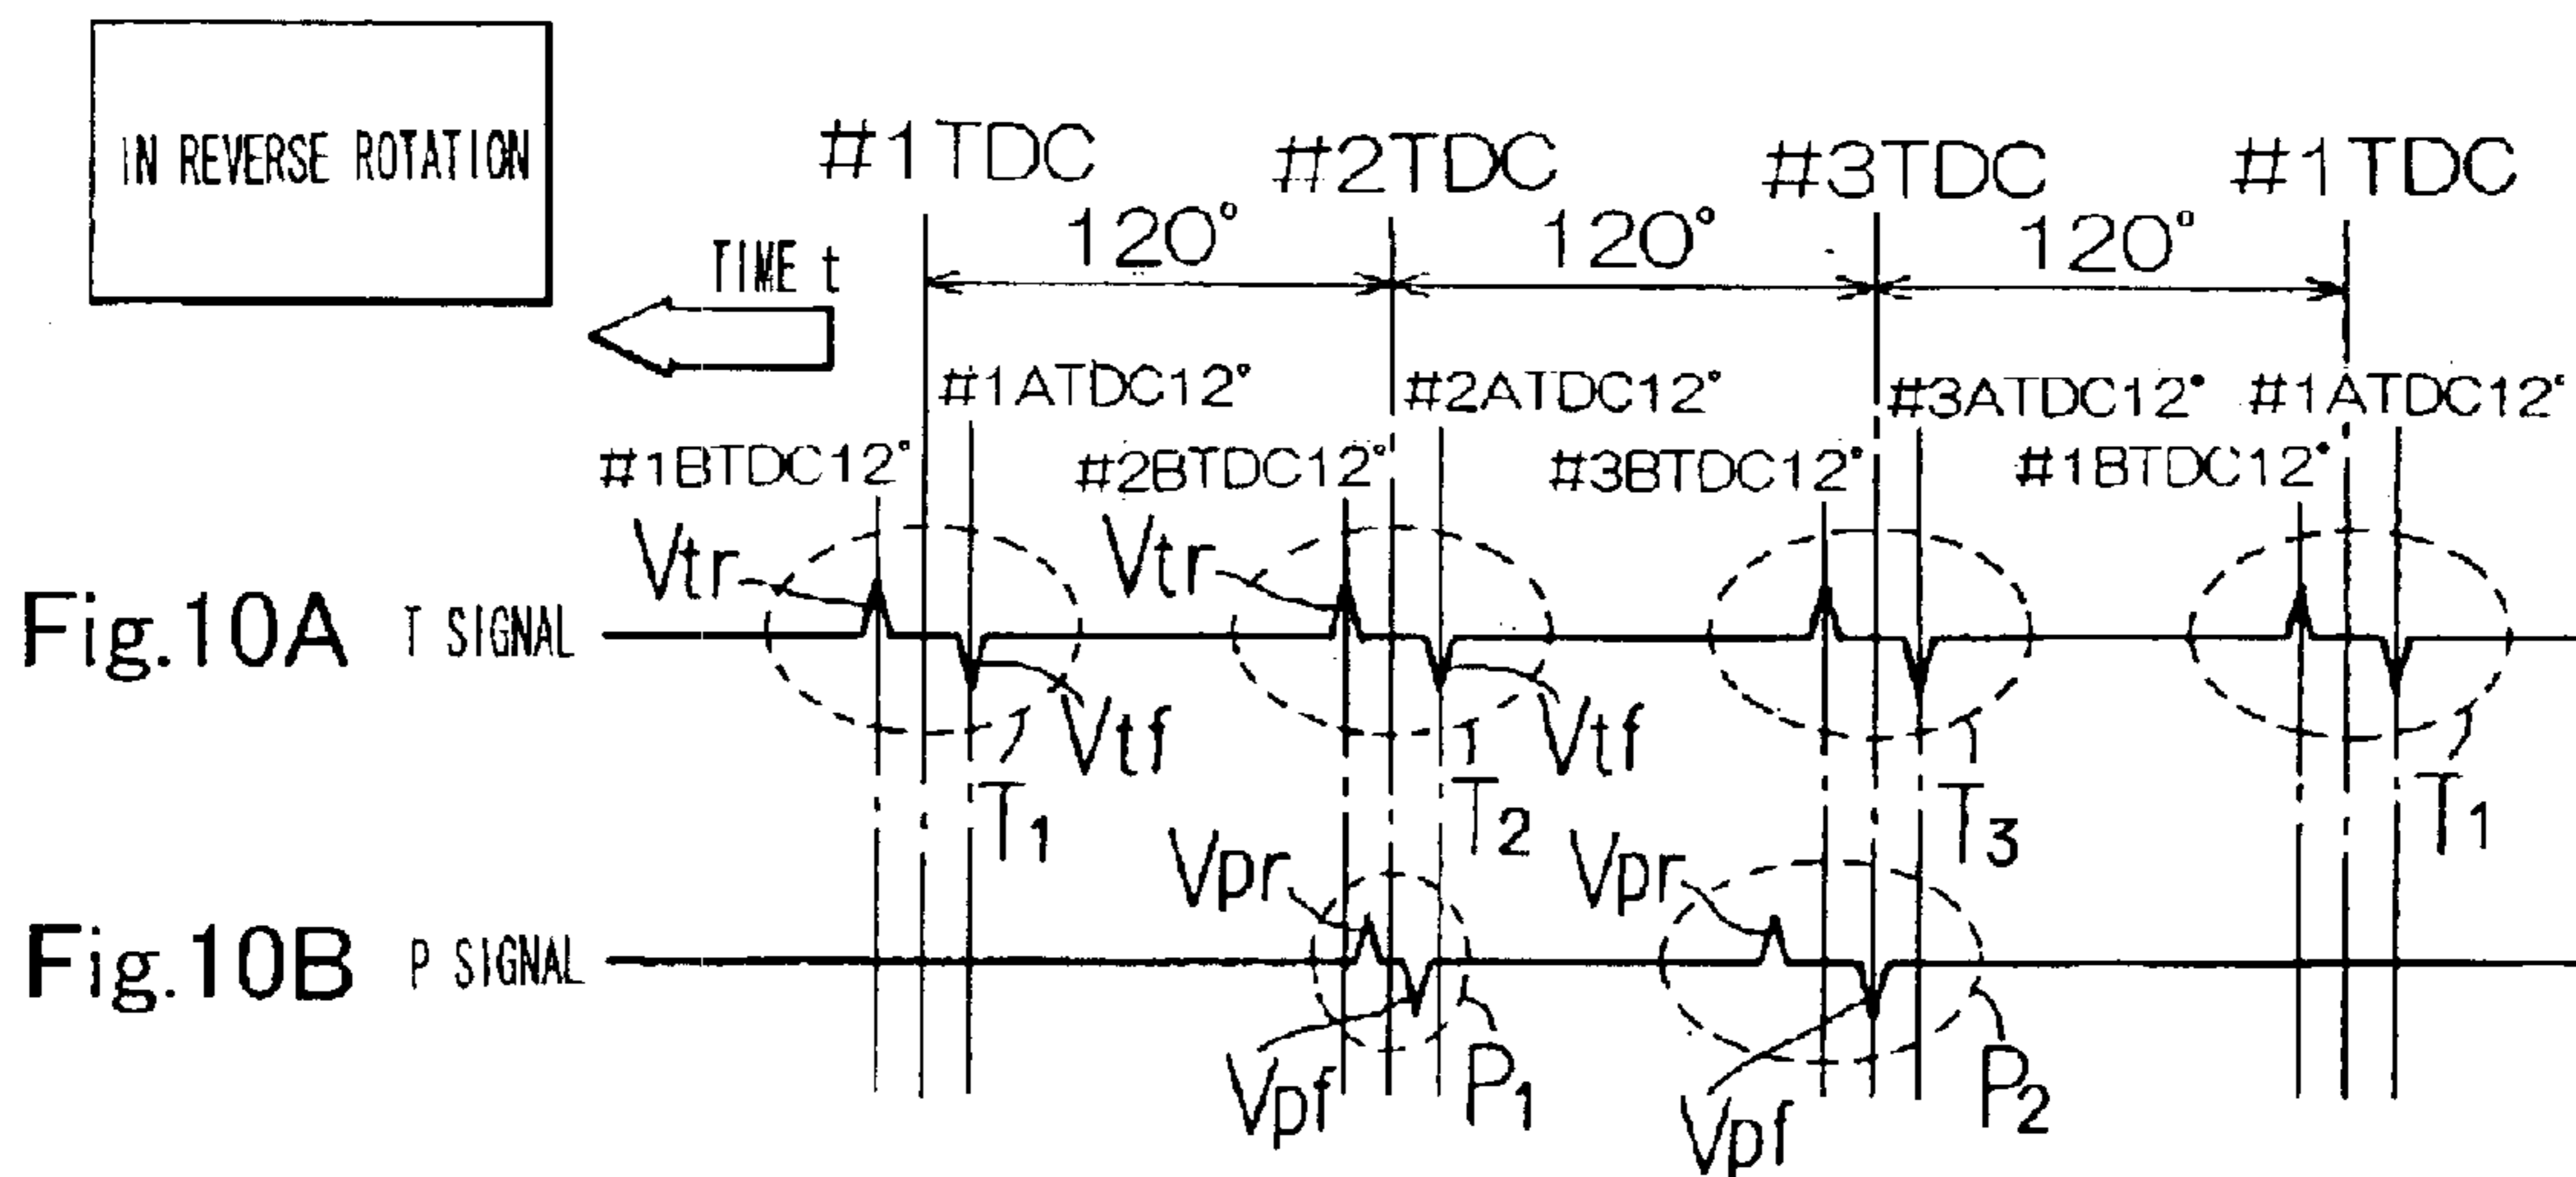 IN REVERSE ROTATION
#1TDC #2TDC #3TDC #1TDC
TIME t 120° 120° 120°
#1ATDC12° #2ATDC12° #3ATDC12° #1ATDC12°
#1BTDC12° #2BTDC12° #3BTDC12° #1BTDC12°
Vtr Vtr
Fig.10A T SIGNAL
Vtf Vtf
T1 T2 T3 T1
Vpr Vpr
Fig.10B P SIGNAL
Vpf P1 Vpf P2